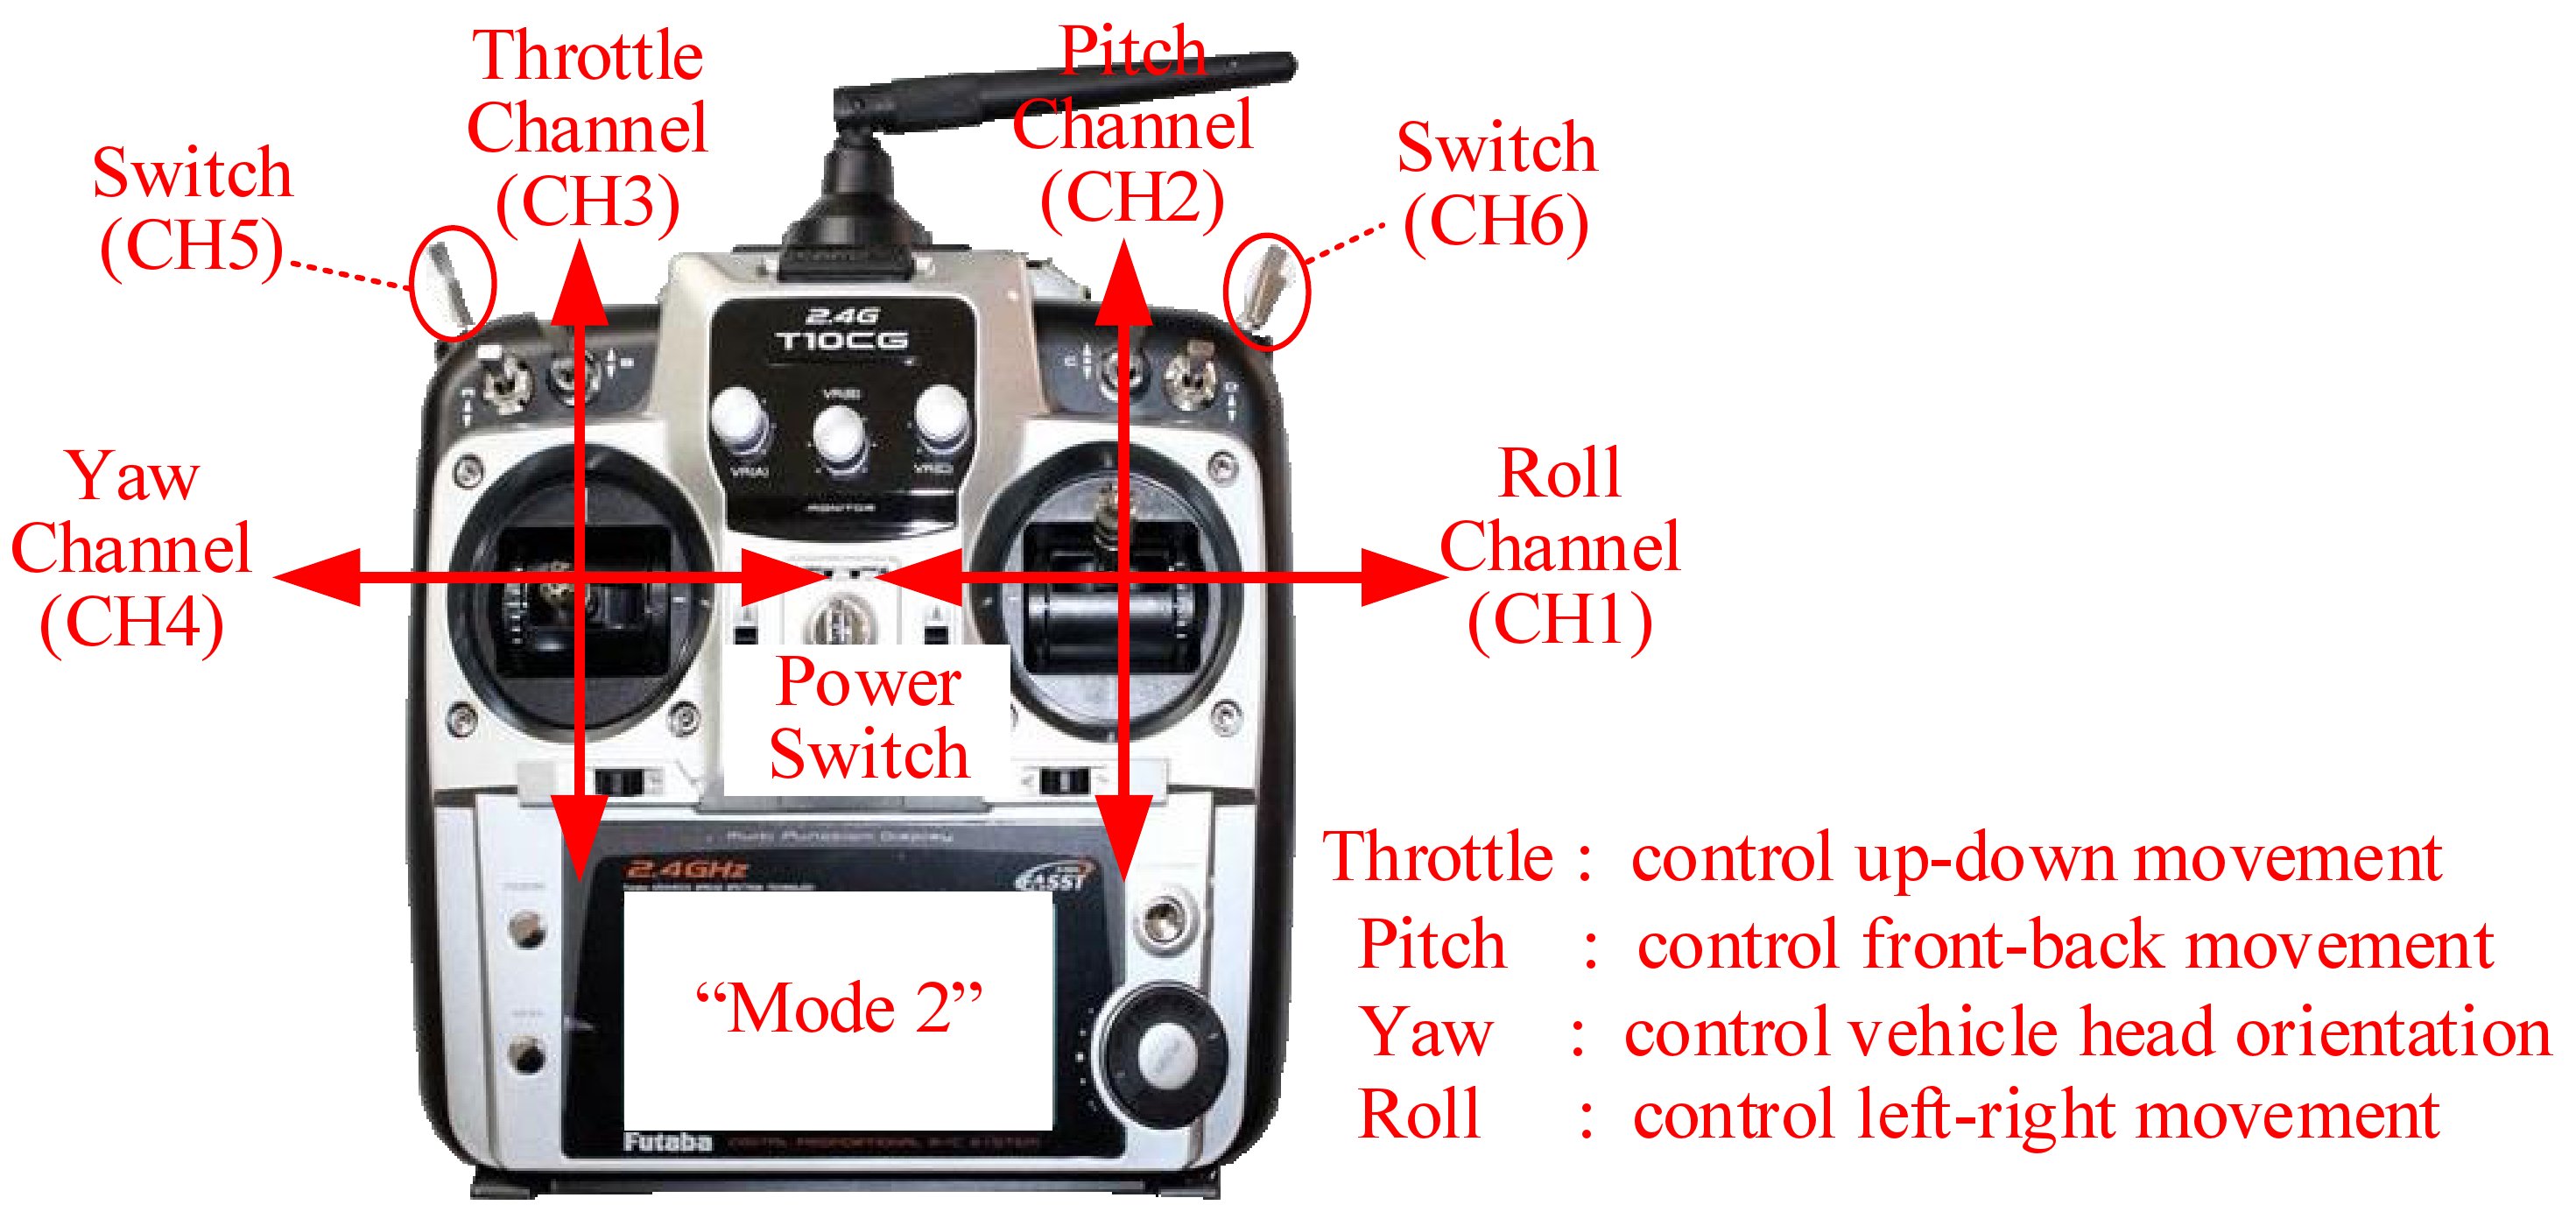 Throttle
Channel
(CH3)
Pitch
Channel
(CH2)
Switch
(CH5)
Switch
(CH6)
2.4G
T10CG
VR(B)
VR(A)
MONITOR
Yaw
Channel
(CH4)
Roll
Channel
(CH1)
Power
Switch
Multi Function Display
2.4GHz
“Mode 2”
Futaba DIGITAL PROPORTIONAL R/C SYSTEM
Throttle : control up-down movement
Pitch : control front-back movement
Yaw : control vehicle head orientation
Roll : control left-right movement